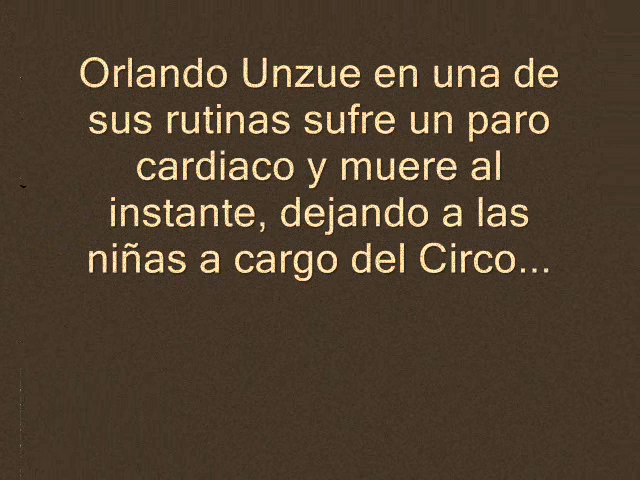 Orlando Unzue en una de
sus rutinas sufre un paro
cardiaco y muere al
instante, dejando a las
niñas a cargo del Circo...